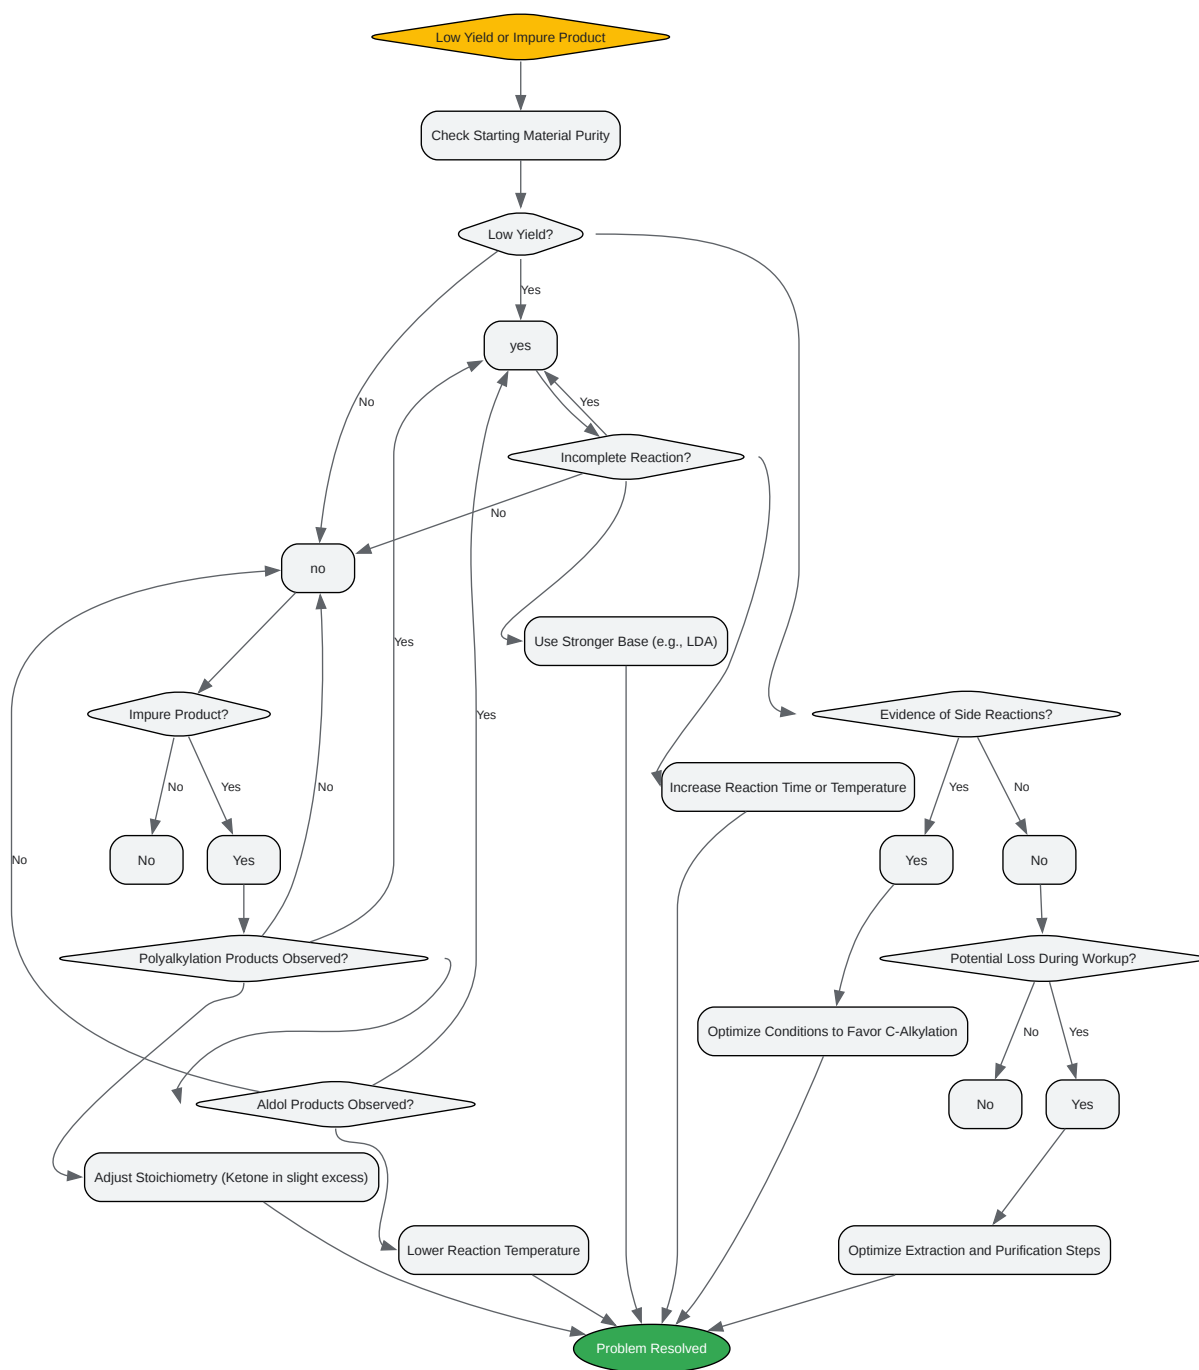 Low Yield or Impure Product
Check Starting Material Purity
Low Yield?
Yes
yes
No
Yes
Incomplete Reaction?
No
no
Yes
Use Stronger Base (e.g., LDA)
Impure Product?
Yes
Evidence of Side Reactions?
No
Yes
No
Increase Reaction Time or Temperature
Yes
No
No
No
Yes
Yes
No
Polyalkylation Products Observed?
Potential Loss During Workup?
Optimize Conditions to Favor C-Alkylation
No
Yes
Aldol Products Observed?
No
Yes
Adjust Stoichiometry (Ketone in slight excess)
Lower Reaction Temperature
Optimize Extraction and Purification Steps
Problem Resolved